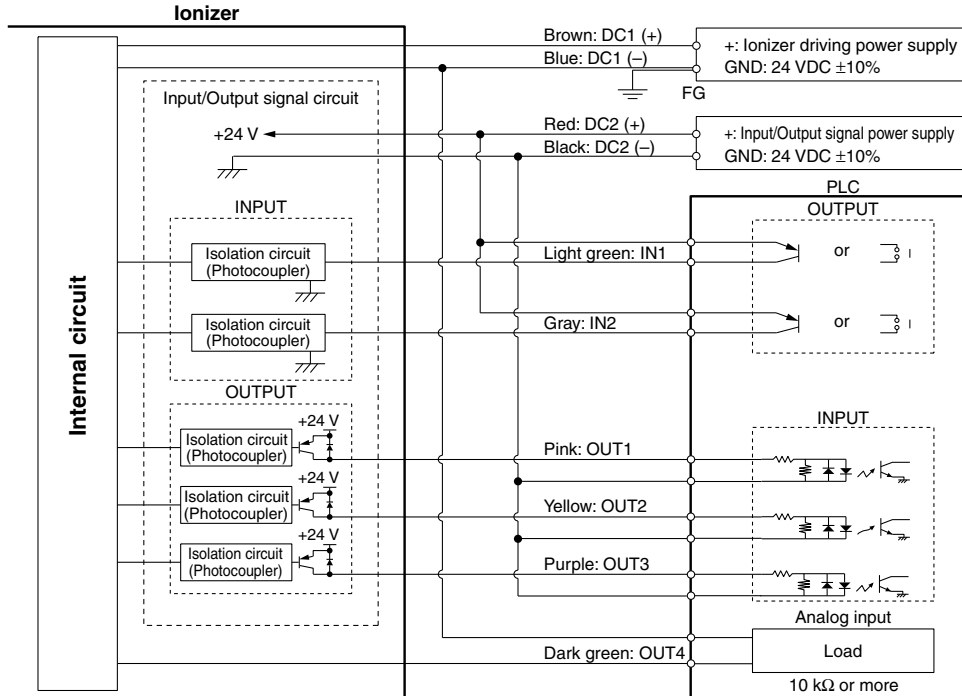 Ionizer
Internal circuit
Brown: DC1 (+)
Blue: DC1 (–)
+: Ionizer driving power supply
GND: 24 VDC ±10%
FG
Input/Output signal circuit
+24 V
Red: DC2 (+)
Black: DC2 (–)
+: Input/Output signal power supply
GND: 24 VDC ±10%
PLC
INPUT
OUTPUT
Isolation circuit
(Photocoupler)
Light green: IN1
or
Isolation circuit
(Photocoupler)
Gray: IN2
or
OUTPUT
INPUT
+24 V
Isolation circuit
(Photocoupler)
Pink: OUT1
+24 V
Isolation circuit
(Photocoupler)
Yellow: OUT2
+24 V
Isolation circuit
(Photocoupler)
Purple: OUT3
Analog input
Dark green: OUT4
Load
10 kΩ or more